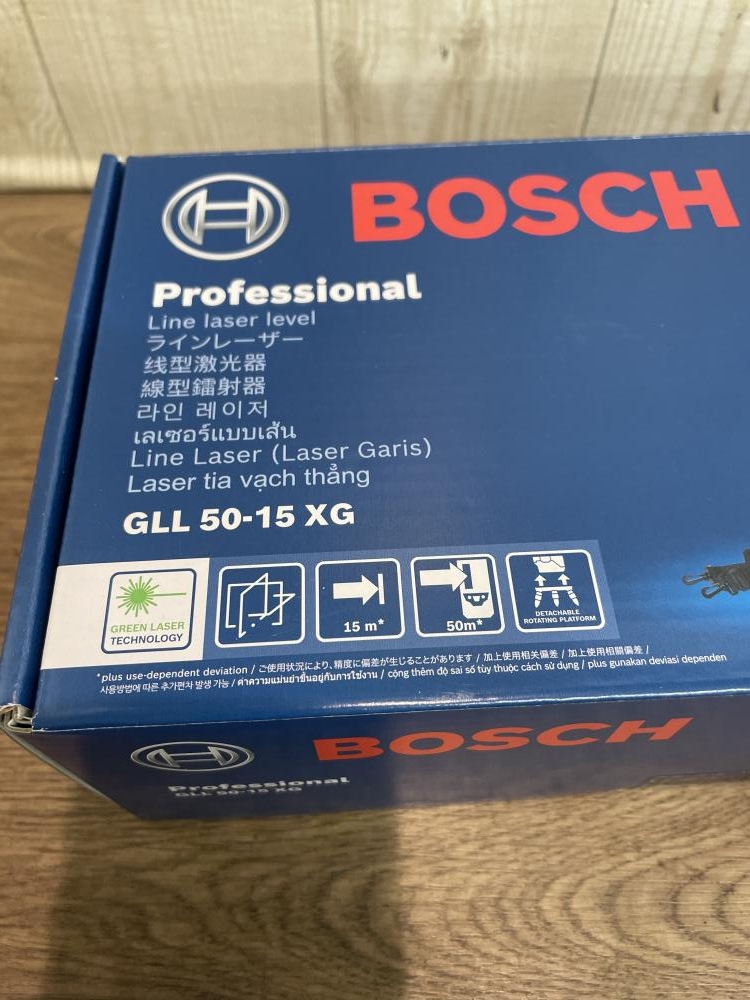 BOSCH
Professional
Line laser level
ラインレーザー
线型激光器
線型鐳射器
라인 레이저
เลเซอร์แบบเส้น
Line Laser (Laser Garis)
Laser tia vạch thẳng
GLL 50-15 XG
GREEN LASER
TECHNOLOGY
15 m*
50m*
DETACHABLE
ROTATING PLATFORM
*plus use-dependent deviation / ご使用状況により、精度に偏差が生じることがあります / 加上使用相关偏差 / 加上使用相關偏差 /
사용방법에 따른 추가편차 발생 가능 / ค่าความแม่นยำขึ้นอยู่กับการใช้งาน / cộng thêm độ sai số tùy thuộc cách sử dụng / plus gunakan deviasi dependen
BOSCH
Professional
GLL 50-15 XG